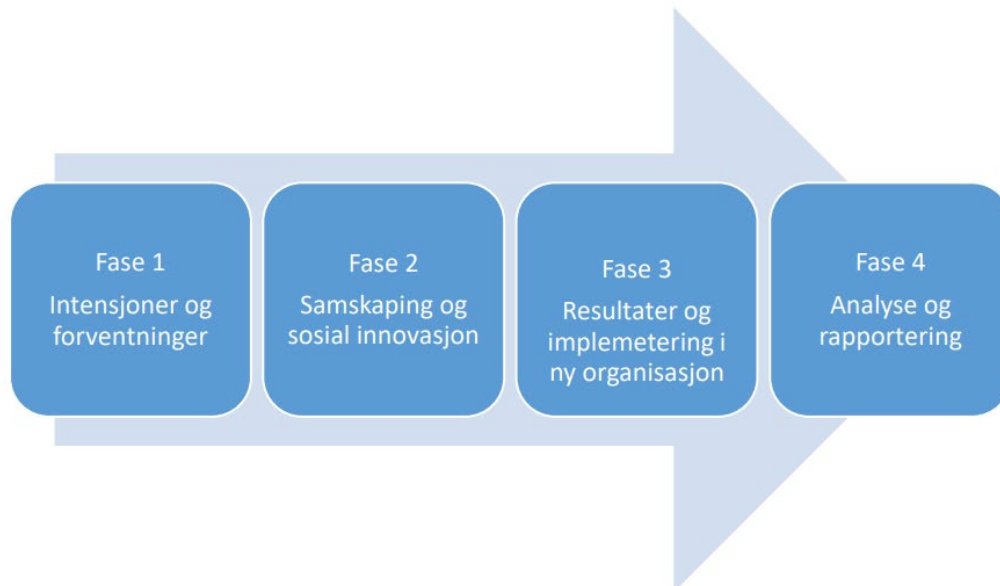 Fase 1
Intensjoner og
forventninger
Fase 2
Samskaping og
sosial innovasjon
Fase 3
Resultater og
implemetering i
ny organisasjon
Fase 4
Analyse og
rapportering